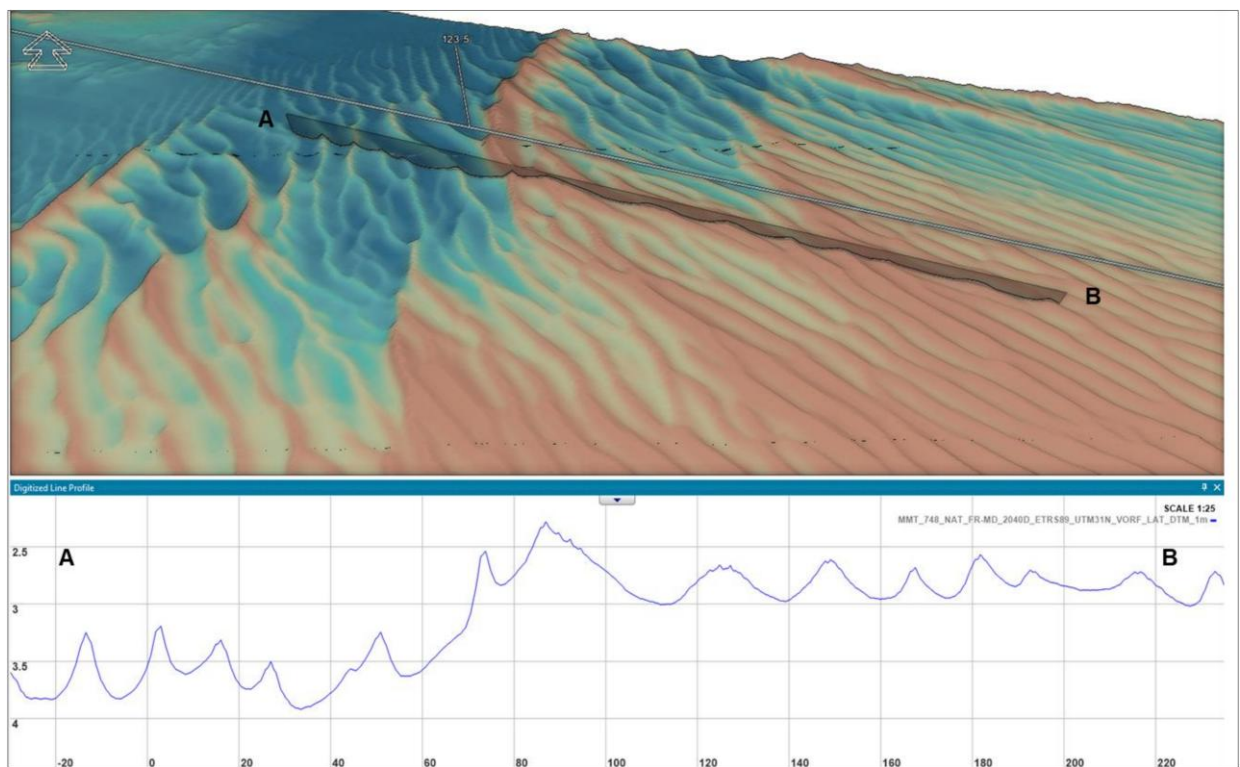 123.5
A
B
Digitized Line Profile
SCALE 1:25
MMT_748_NAT_FR-MD_2040D_ETRS89_UTM31N_VORF_LAT_DTM_1m
2.5
A
B
3
3.5
4
-20 0 20 40 60 80 100 120 140 160 180 200 220